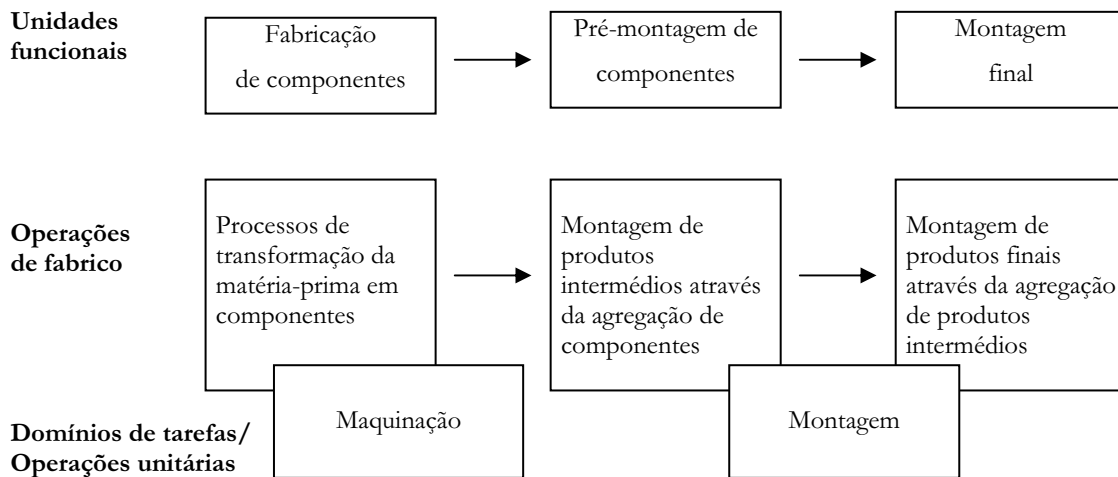 Unidades
funcionais
Fabricação
de componentes
Pré-montagem de
componentes
Montagem
final
Operações
de fabrico
Processos de
transformação da
matéria-prima em
componentes
Montagem de
produtos
intermédios através
da agregação de
componentes
Montagem de
produtos finais
através da agregação
de produtos
intermédios
Domínios de tarefas/
Operações unitárias
Maquinação
Montagem